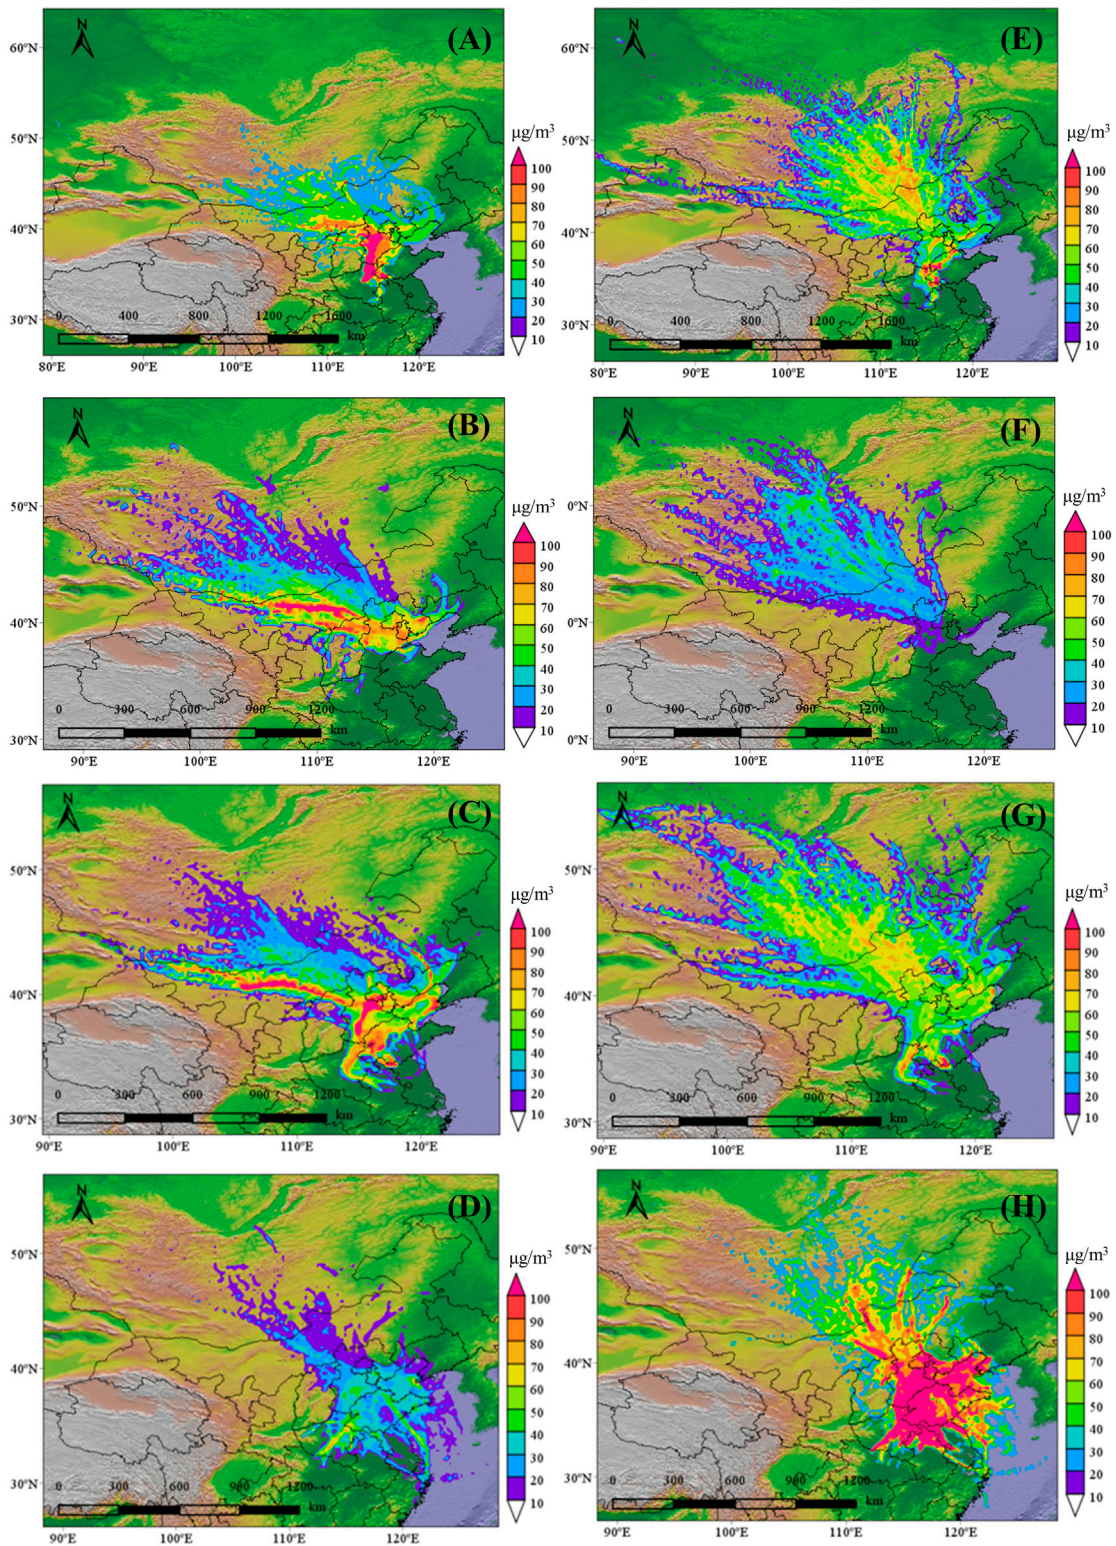 N
(A)
60°N
50°N
40°N
30°N
0
400
800
1200
1600
km
80°E
90°E
100°E
110°E
120°E
μg/m³
100
90
80
70
60
50
40
30
20
10
N
(E)
60°N
50°N
40°N
30°N
0
400
800
1200
1600
km
80°E
90°E
100°E
110°E
120°E
μg/m³
100
90
80
70
60
50
40
30
20
10
N
(B)
50°N
40°N
30°N
0
300
600
900
1200
km
90°E
100°E
110°E
120°E
μg/m³
100
90
80
70
60
50
40
30
20
10
N
(F)
0°N
0°N
0°N
0
300
600
900
1200
km
90°E
100°E
110°E
120°E
μg/m³
100
90
80
70
60
50
40
30
20
10
N
(C)
50°N
40°N
30°N
0
300
600
900
1200
km
90°E
100°E
110°E
120°E
μg/m³
100
90
80
70
60
50
40
30
20
10
N
(G)
50°N
40°N
30°N
0
300
600
900
1200
km
90°E
100°E
110°E
120°E
μg/m³
100
90
80
70
60
50
40
30
20
10
N
(D)
50°N
40°N
30°N
0
300
600
900
1200
km
90°E
100°E
110°E
120°E
μg/m³
100
90
80
70
60
50
40
30
20
10
N
(H)
50°N
40°N
30°N
0
300
600
900
1200
km
90°E
100°E
110°E
120°E
μg/m³
100
90
80
70
60
50
40
30
20
10